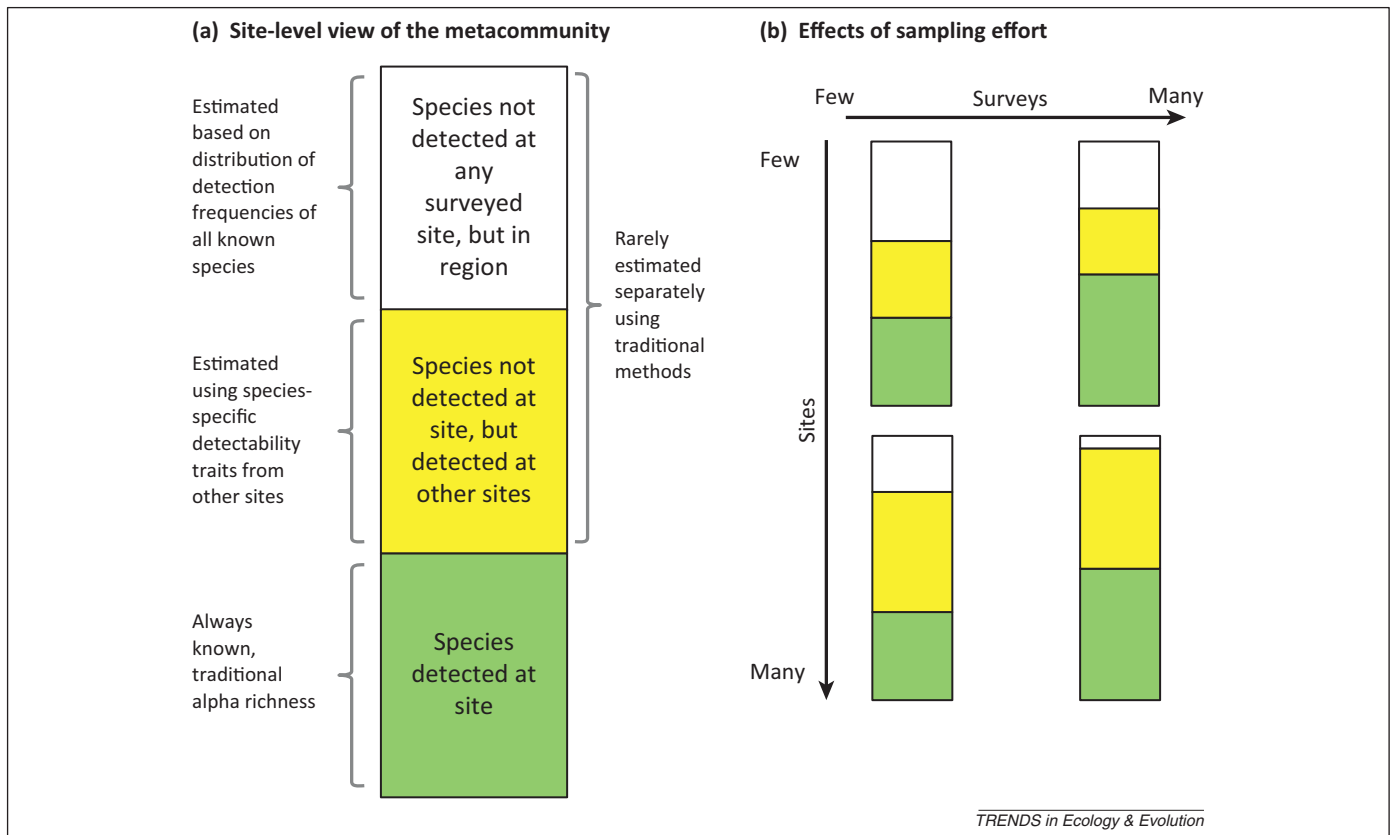 (a) Site-level view of the metacommunity
Estimated
based on
distribution of
detection
frequencies of
all known
species
Species not
detected at
any
surveyed
site, but in
region
Rarely
estimated
separately
using
traditional
methods
Estimated
using species-
specific
detectability
traits from
other sites
Species not
detected at
site, but
detected at
other sites
Always
known,
traditional
alpha richness
Species
detected at
site
(b) Effects of sampling effort
Few
Surveys
Many
Few
Sites
Many
TRENDS in Ecology & Evolution